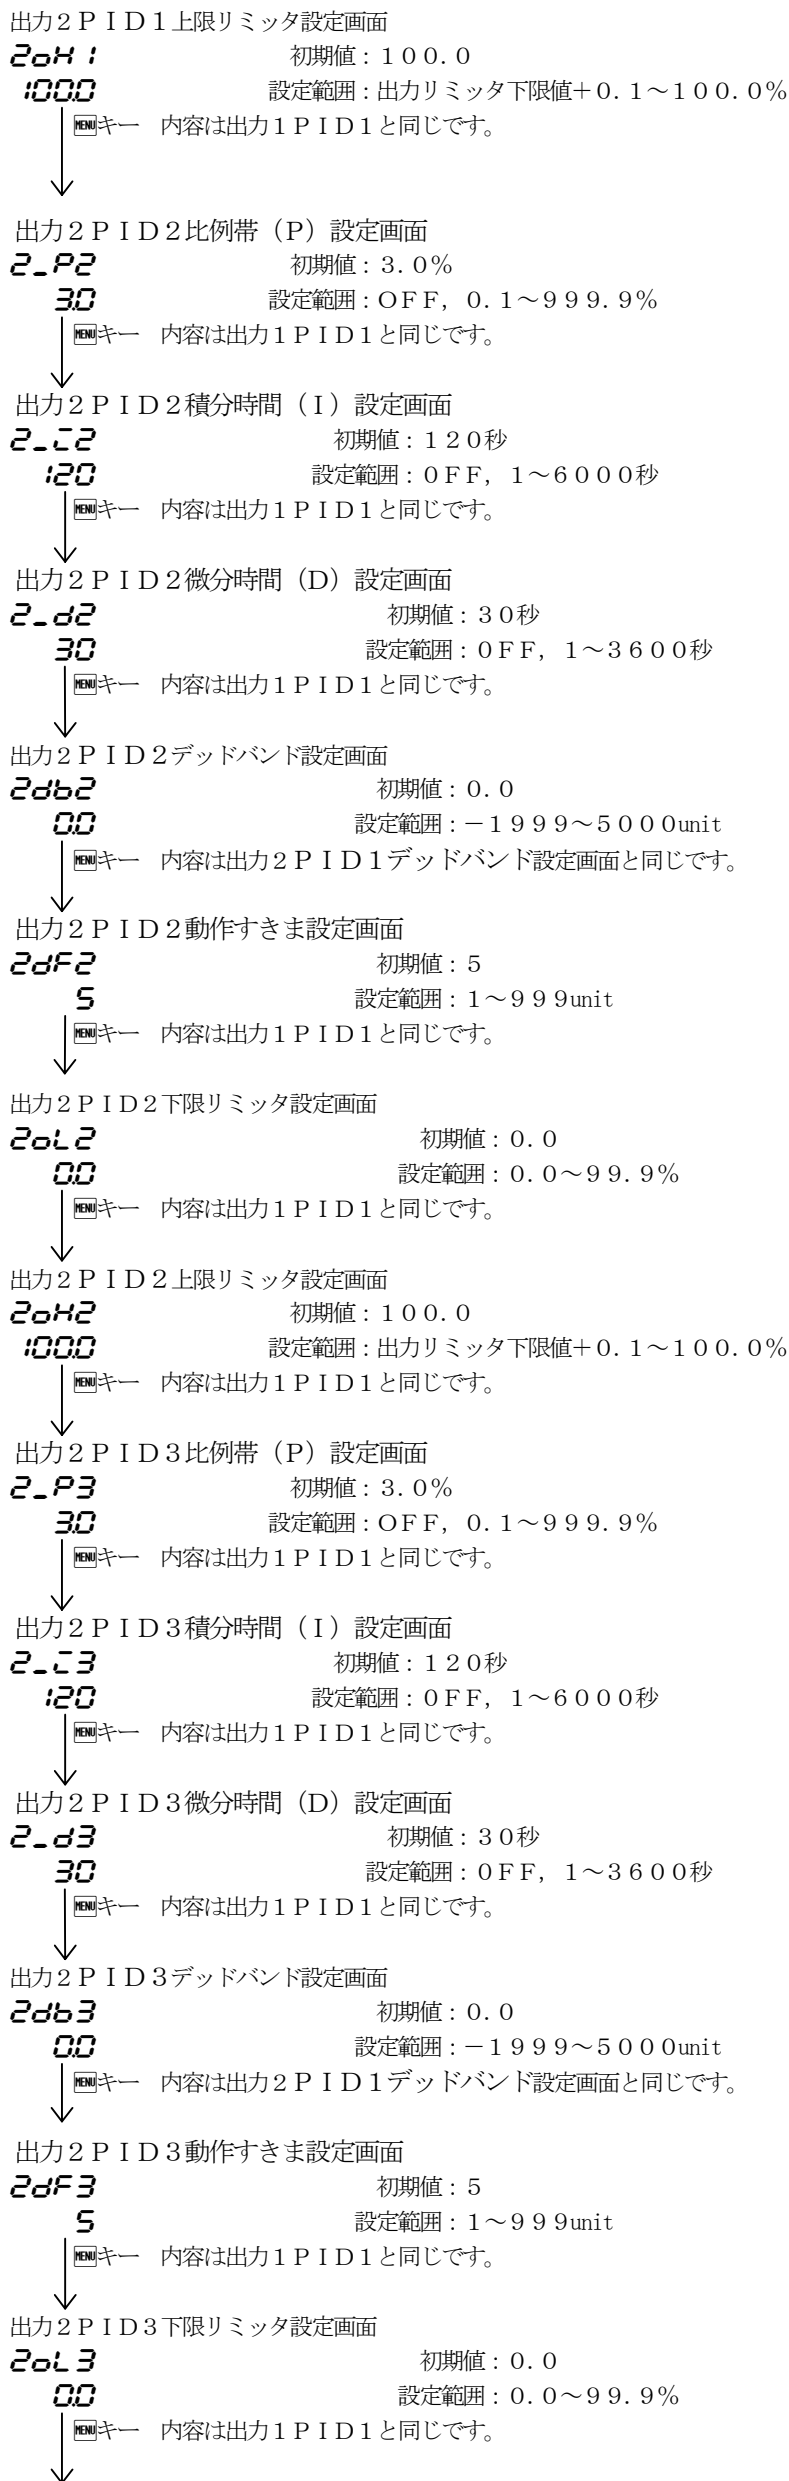 出力２ＰＩＤ１上限リミッタ設定画面
2oH1 初期値：１００.０
100.0 設定範囲：出力リミッタ下限値＋０.１～１００.０％
MENUキー 内容は出力１ＰＩＤ１と同じです。
出力２ＰＩＤ２比例帯（Ｐ）設定画面
2_P2 初期値：３.０％
3.0 設定範囲：ＯＦＦ，０.１～９９９.９％
MENUキー 内容は出力１ＰＩＤ１と同じです。
出力２ＰＩＤ２積分時間（Ｉ）設定画面
2_i2 初期値：１２０秒
120 設定範囲：０ＦＦ，１～６０００秒
MENUキー 内容は出力１ＰＩＤ１と同じです。
出力２ＰＩＤ２微分時間（Ｄ）設定画面
2_d2 初期値：３０秒
30 設定範囲：０ＦＦ，１～３６００秒
MENUキー 内容は出力１ＰＩＤ１と同じです。
出力２ＰＩＤ２デッドバンド設定画面
2db2 初期値：０.０
0.0 設定範囲：－１９９９～５０００unit
MENUキー 内容は出力２ＰＩＤ１デッドバンド設定画面と同じです。
出力２ＰＩＤ２動作すきま設定画面
2dF2 初期値：５
5 設定範囲：１～９９９unit
MENUキー 内容は出力１ＰＩＤ１と同じです。
出力２ＰＩＤ２下限リミッタ設定画面
2oL2 初期値：０.０
0.0 設定範囲：０.０～９９.９％
MENUキー 内容は出力１ＰＩＤ１と同じです。
出力２ＰＩＤ２上限リミッタ設定画面
2oH2 初期値：１００.０
100.0 設定範囲：出力リミッタ下限値＋０.１～１００.０％
MENUキー 内容は出力１ＰＩＤ１と同じです。
出力２ＰＩＤ３比例帯（Ｐ）設定画面
2_P3 初期値：３.０％
3.0 設定範囲：ＯＦＦ，０.１～９９９.９％
MENUキー 内容は出力１ＰＩＤ１と同じです。
出力２ＰＩＤ３積分時間（Ｉ）設定画面
2_i3 初期値：１２０秒
120 設定範囲：０ＦＦ，１～６０００秒
MENUキー 内容は出力１ＰＩＤ１と同じです。
出力２ＰＩＤ３微分時間（Ｄ）設定画面
2_d3 初期値：３０秒
30 設定範囲：０ＦＦ，１～３６００秒
MENUキー 内容は出力１ＰＩＤ１と同じです。
出力２ＰＩＤ３デッドバンド設定画面
2db3 初期値：０.０
0.0 設定範囲：－１９９９～５０００unit
MENUキー 内容は出力２ＰＩＤ１デッドバンド設定画面と同じです。
出力２ＰＩＤ３動作すきま設定画面
2dF3 初期値：５
5 設定範囲：１～９９９unit
MENUキー 内容は出力１ＰＩＤ１と同じです。
出力２ＰＩＤ３下限リミッタ設定画面
2oL3 初期値：０.０
0.0 設定範囲：０.０～９９.９％
MENUキー 内容は出力１ＰＩＤ１と同じです。